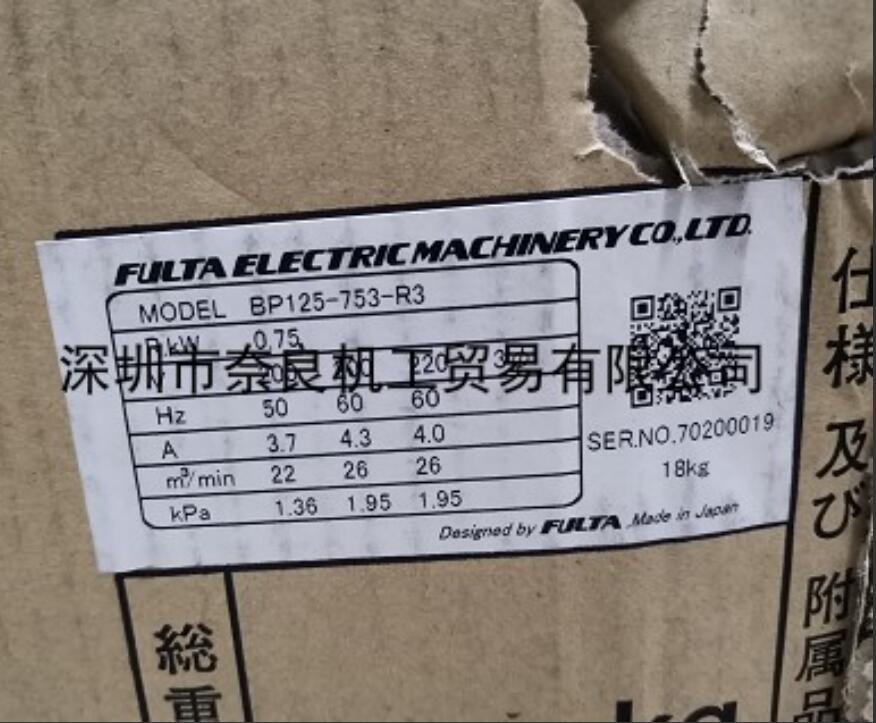 FULTA ELECTRIC MACHINERY CO.,LTD.
MODEL BP125-753-R3
kW 0.75
深圳市奈良机工贸易有限公司
220
Hz 50 60 60
A 3.7 4.3 4.0
m³/min 22 26 26
kPa 1.36 1.95 1.95
SER.NO.70200019
18kg
Designed by FULTA Made in Japan
仕様及び附属品
総重
kg